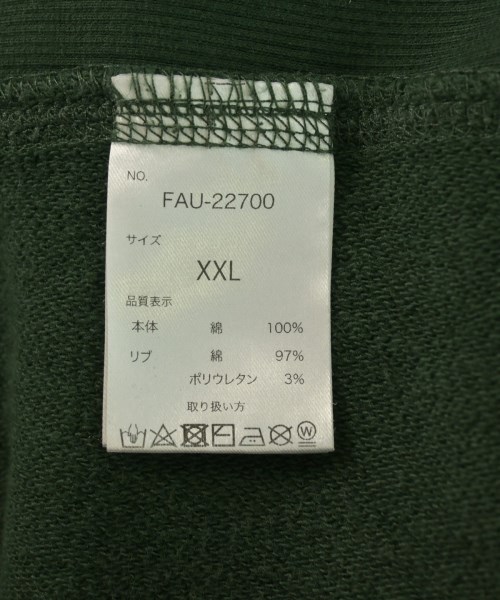 NO.
FAU-22700
サイズ
XXL
品質表示
本体 綿 100%
リブ 綿 97%
ポリウレタン 3%
取り扱い方
W